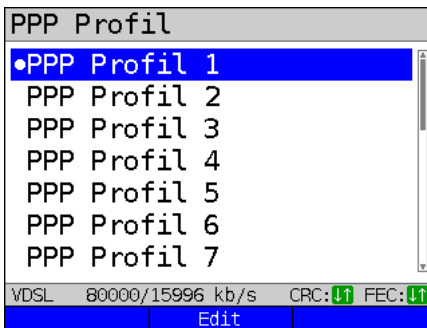 PPP Profil
•PPP Profil 1
PPP Profil 2
PPP Profil 3
PPP Profil 4
PPP Profil 5
PPP Profil 6
PPP Profil 7
VDSL 80000/15996 kb/s CRC:↓↑ FEC:↓↑
Edit